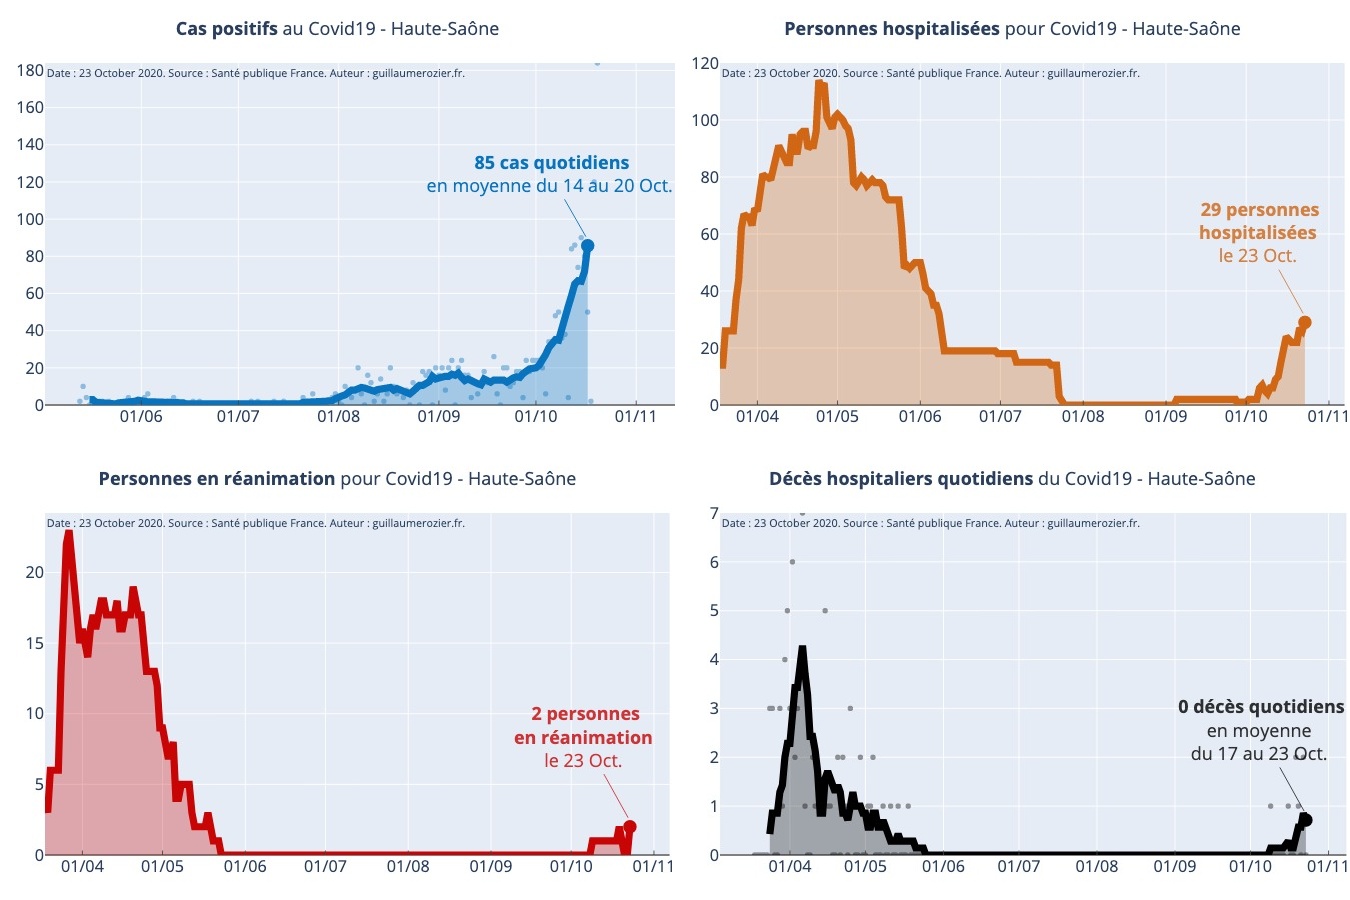 Cas positifs au Covid19 - Haute-Saône
Date : 23 October 2020. Source : Santé publique France. Auteur : guillaumerozier.fr.
180
160
140
120
100
80
60
40
20
0
85 cas quotidiens
en moyenne du 14 au 20 Oct.
01/06 01/07 01/08 01/09 01/10 01/11
Personnes hospitalisées pour Covid19 - Haute-Saône
Date : 23 October 2020. Source : Santé publique France. Auteur : guillaumerozier.fr.
120
100
80
60
40
20
0
29 personnes
hospitalisées
le 23 Oct.
01/04 01/05 01/06 01/07 01/08 01/09 01/10 01/11
Personnes en réanimation pour Covid19 - Haute-Saône
Date : 23 October 2020. Source : Santé publique France. Auteur : guillaumerozier.fr.
20
15
10
5
0
2 personnes
en réanimation
le 23 Oct.
01/04 01/05 01/06 01/07 01/08 01/09 01/10 01/11
Décès hospitaliers quotidiens du Covid19 - Haute-Saône
Date : 23 October 2020. Source : Santé publique France. Auteur : guillaumerozier.fr.
7
6
5
4
3
2
1
0
0 décès quotidiens
en moyenne
du 17 au 23 Oct.
01/04 01/05 01/06 01/07 01/08 01/09 01/10 01/11